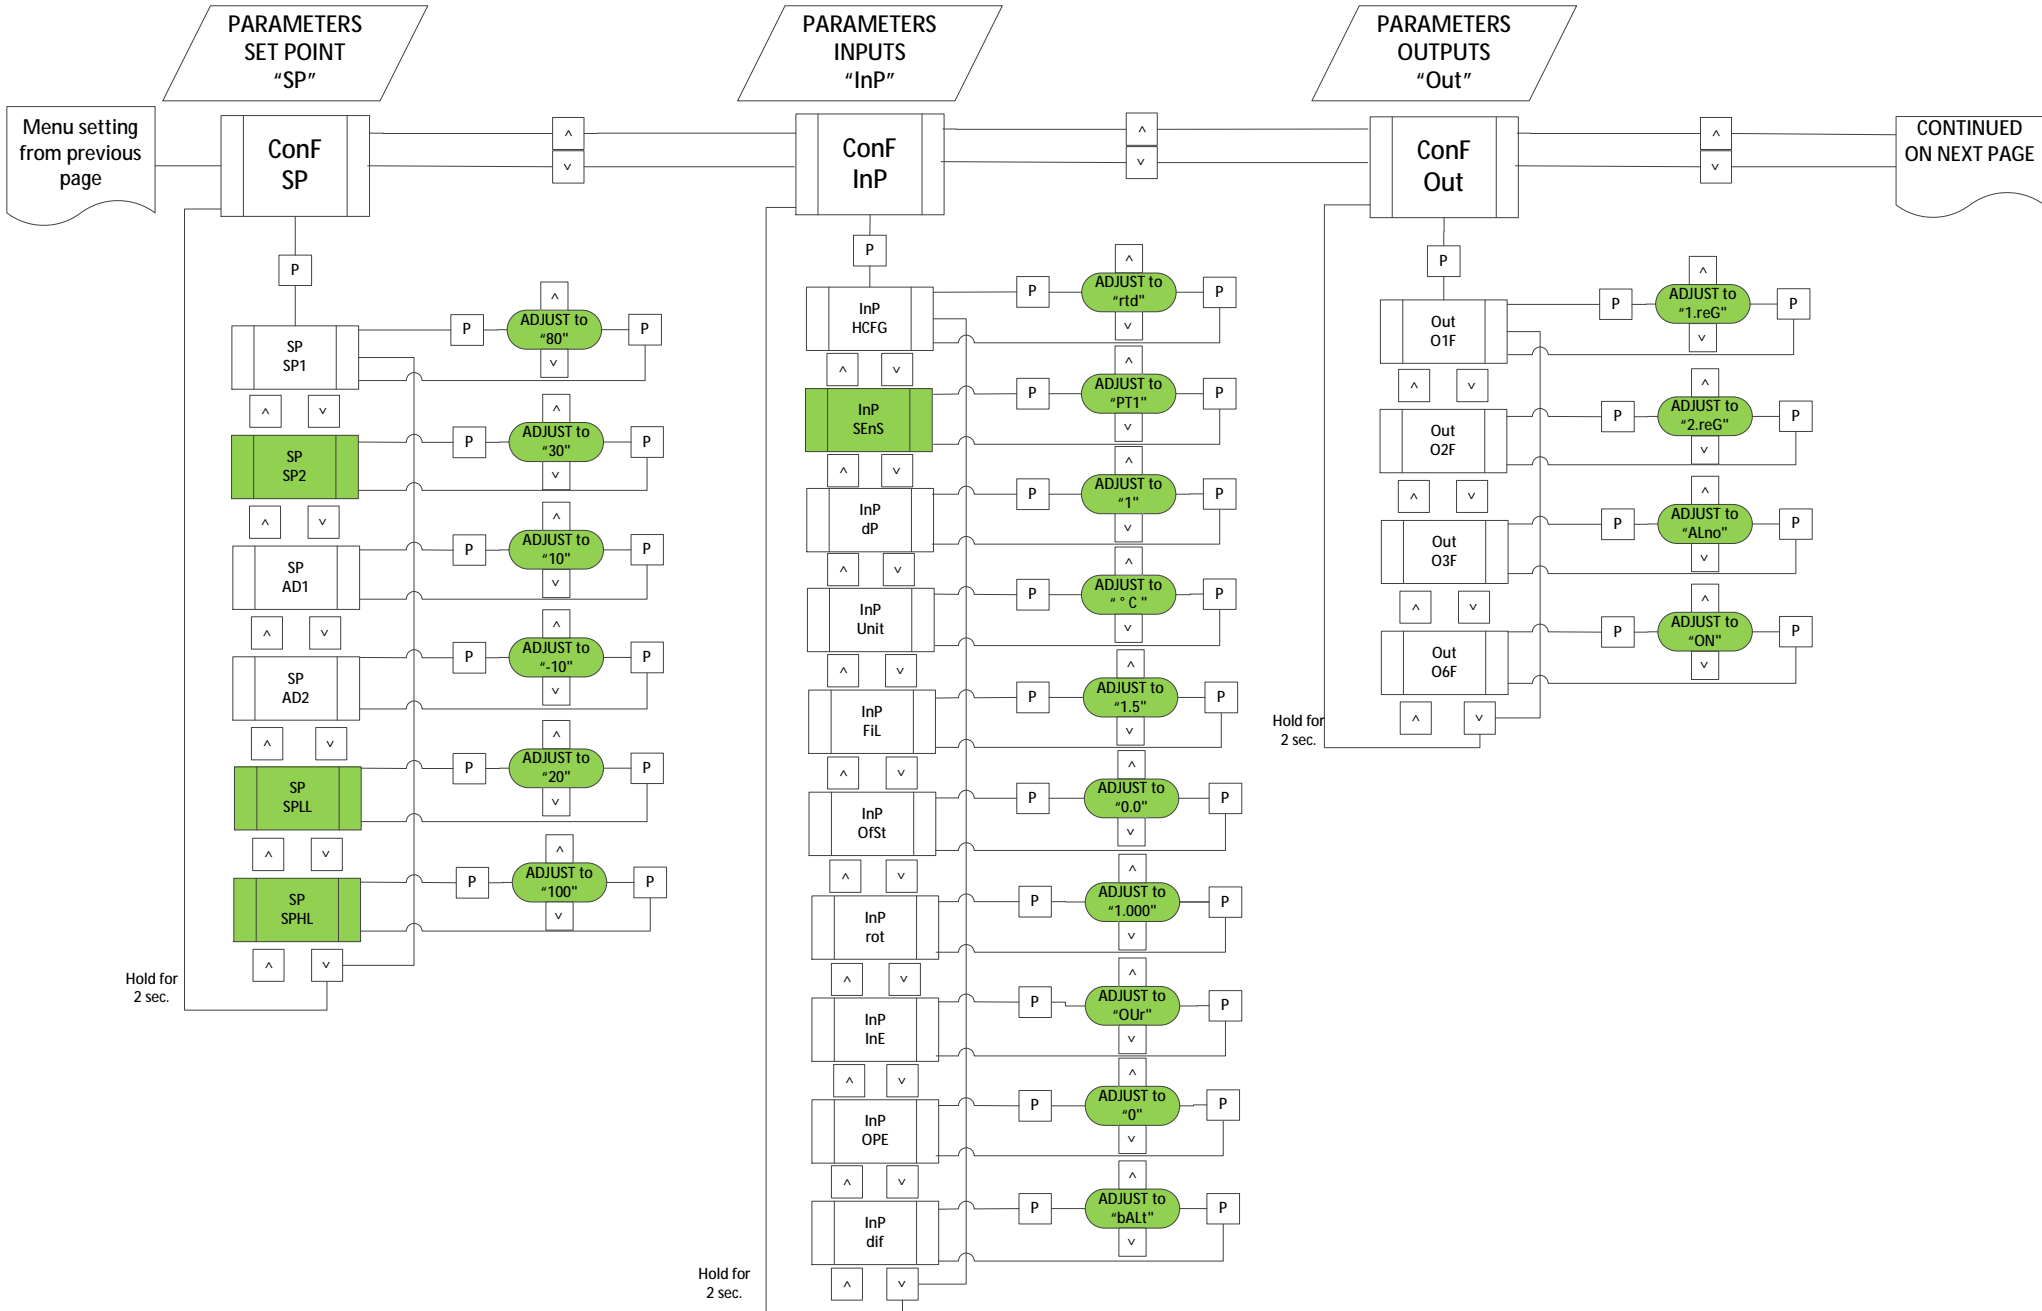 PARAMETERS
SET POINT
“SP”
PARAMETERS
INPUTS
“InP”
PARAMETERS
OUTPUTS
“Out”
Menu setting
from previous
page
ConF
SP
^
v
ConF
InP
^
v
ConF
Out
^
v
CONTINUED
ON NEXT PAGE
P
SP
SP1
P
^
ADJUST to
“80"
v
P
^
v
SP
SP2
P
^
ADJUST to
“30"
v
P
^
v
SP
AD1
P
^
ADJUST to
“10"
v
P
^
v
SP
AD2
P
^
ADJUST to
“-10"
v
P
^
v
SP
SPLL
P
^
ADJUST to
“20"
v
P
^
v
SP
SPHL
P
^
ADJUST to
“100"
v
P
^
v
Hold for
2 sec.
P
InP
HCFG
P
^
ADJUST to
“rtd”
v
P
^
v
InP
SEnS
P
^
ADJUST to
“PT1”
v
P
^
v
InP
dP
P
^
ADJUST to
“1"
v
P
^
v
InP
Unit
P
^
ADJUST to
“ ° C ”
v
P
^
v
InP
FiL
P
^
ADJUST to
“1.5"
v
P
^
v
InP
OfSt
P
^
ADJUST to
“0.0"
v
P
^
v
InP
rot
P
^
ADJUST to
“1.000"
v
P
^
v
InP
InE
P
^
ADJUST to
“OUr”
v
P
^
v
InP
OPE
P
^
ADJUST to
“0"
v
P
^
v
InP
dif
P
^
ADJUST to
“bALt”
v
P
^
v
Hold for
2 sec.
P
Out
O1F
P
^
ADJUST to
“1.reG”
v
P
^
v
Out
O2F
P
^
ADJUST to
“2.reG”
v
P
^
v
Out
O3F
P
^
ADJUST to
“ALno”
v
P
^
v
Out
O6F
P
^
ADJUST to
“ON”
v
P
^
v
Hold for
2 sec.